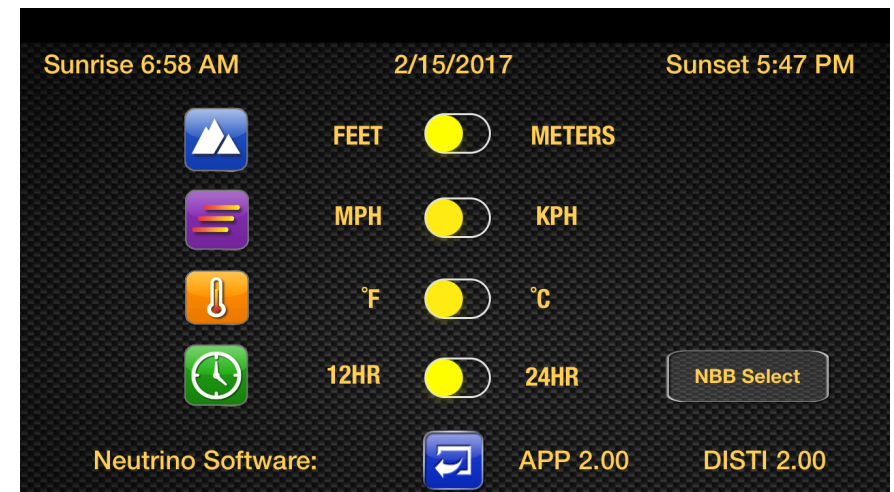 Sunrise 6:58 AM 2/15/2017 Sunset 5:47 PM
FEET METERS
MPH KPH
°F °C
12HR 24HR NBB Select
Neutrino Software: APP 2.00 DISTI 2.00